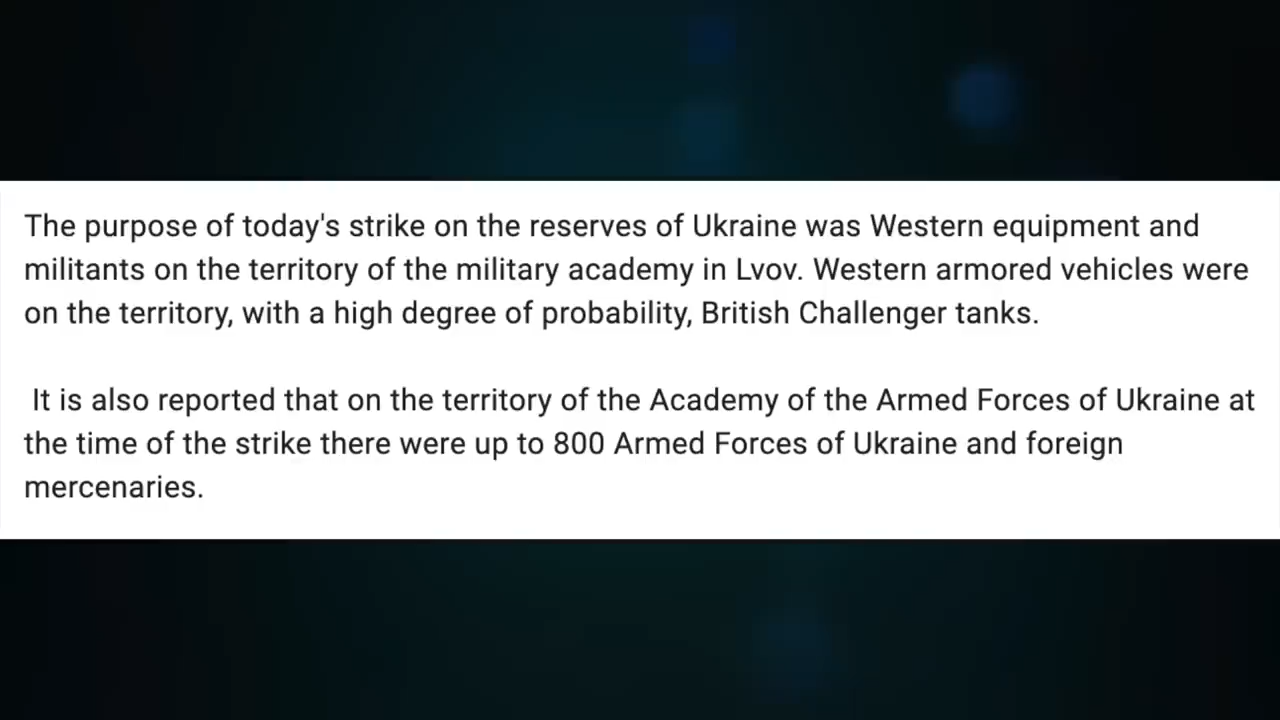 The purpose of today's strike on the reserves of Ukraine was Western equipment and
militants on the territory of the military academy in Lvov. Western armored vehicles were
on the territory, with a high degree of probability, British Challenger tanks.
It is also reported that on the territory of the Academy of the Armed Forces of Ukraine at
the time of the strike there were up to 800 Armed Forces of Ukraine and foreign
mercenaries.